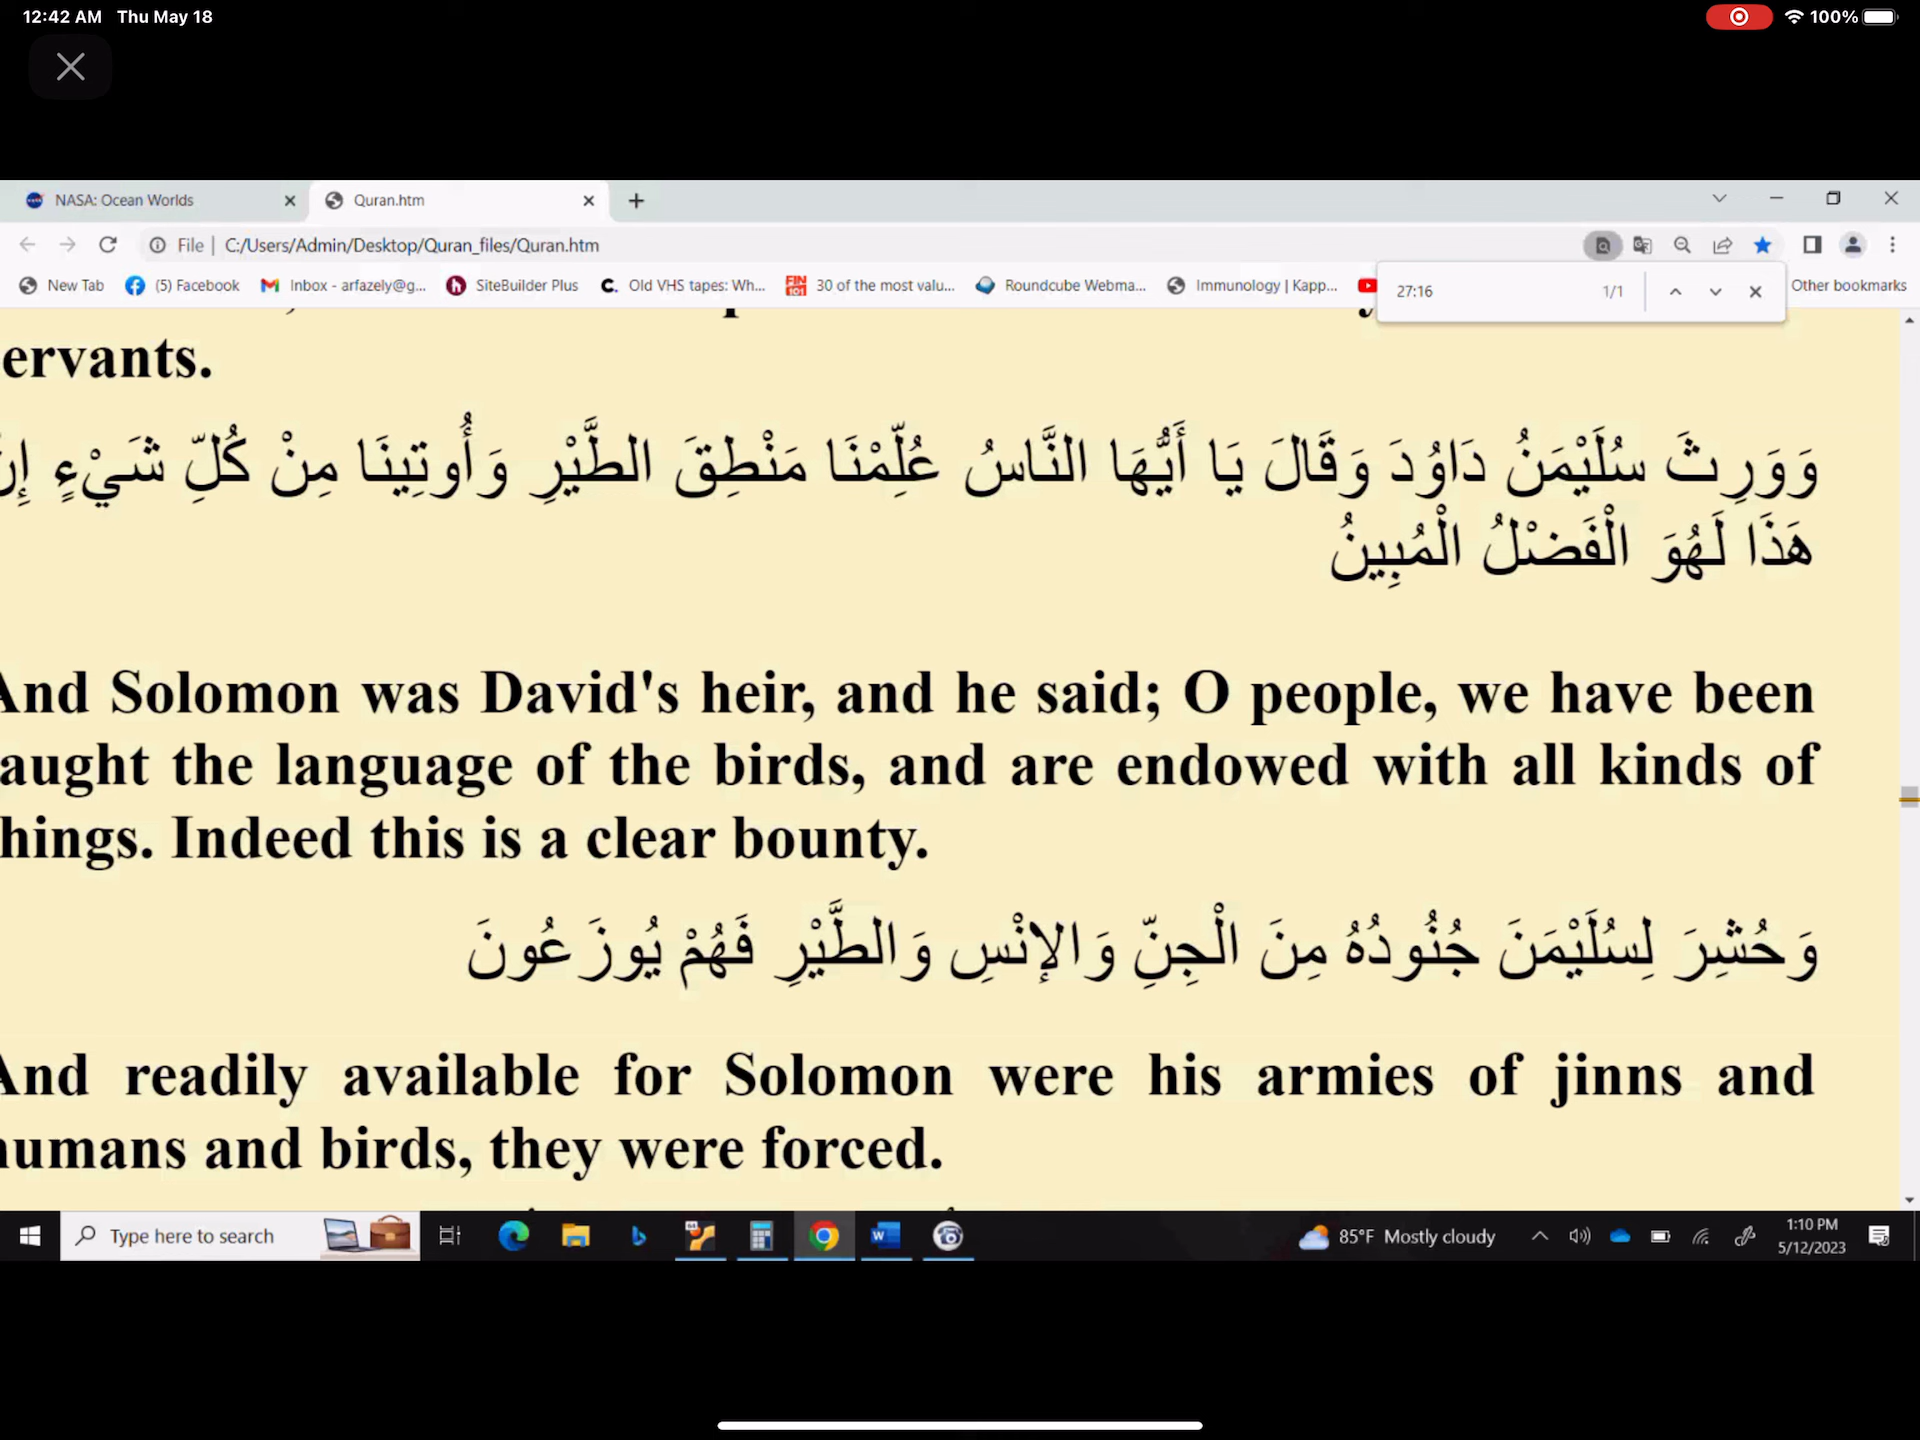 12:42 AM Thu May 18
100%
NASA: Ocean Worlds
Quran.htm
File | C:/Users/Admin/Desktop/Quran_files/Quran.htm
New Tab (5) Facebook Inbox - arfazely@g... SiteBuilder Plus Old VHS tapes: Wh... 30 of the most valu... Roundcube Webma... Immunology | Kapp... Other bookmarks
27:16 1/1
ervants.
وَوَرِثَ سُلَيْمَنُ دَاوُدَ وَقَالَ يَا أَيُّهَا النَّاسُ عُلِّمْنَا مَنْطِقَ الطَّيْرِ وَأُوتِينَا مِنْ كُلِّ شَيْءٍ إِنَّ
هَذَا لَهُوَ الْفَضْلُ الْمُبِينُ
And Solomon was David's heir, and he said; O people, we have been
aught the language of the birds, and are endowed with all kinds of
hings. Indeed this is a clear bounty.
وَحُشِرَ لِسُلَيْمَنَ جُنُودُهُ مِنَ الْجِنِّ وَالإنْسِ وَالطَّيْرِ فَهُمْ يُوزَعُونَ
And readily available for Solomon were his armies of jinns and
humans and birds, they were forced.
Type here to search
85°F Mostly cloudy
1:10 PM
5/12/2023